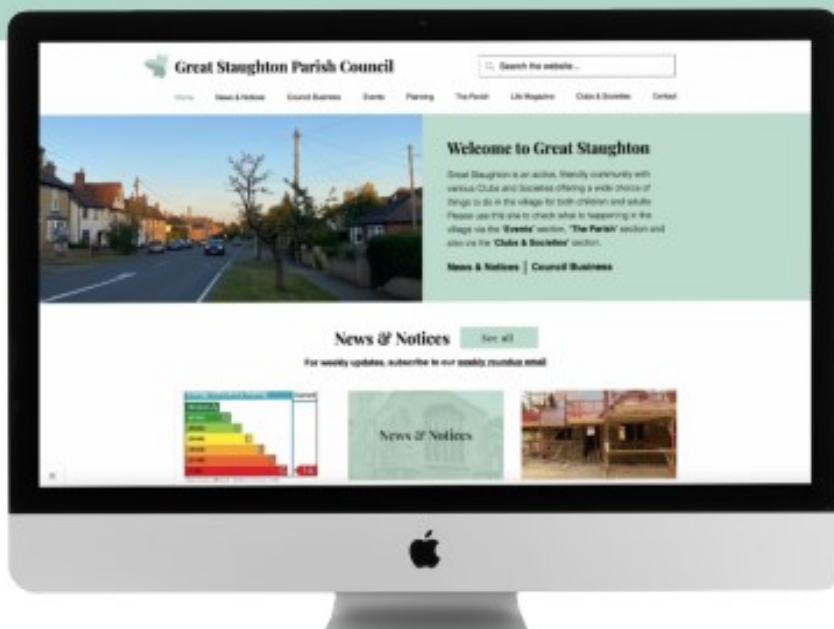 Great Staughton Parish Council
Search the website...
Home News & Notices Council Business Events Planning The Parish Life Magazine Clubs & Societies Contact
Welcome to Great Staughton
Great Staughton is an active, friendly community with
various Clubs and Societies offering a wide choice of
things to do in the village for both children and adults
Please use this site to check what is happening in the
village via the 'Events' section, 'The Parish' section and
also via the 'Clubs & Societies' section.
News & Notices | Council Business
News & Notices See all
For weekly updates, subscribe to our weekly roundup email
News & Notices